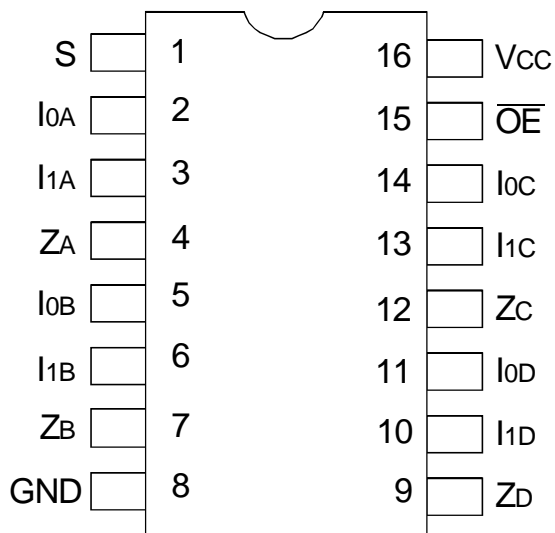 S 1 16 VCC
I0A 2 15 O̅E̅
I1A 3 14 I0C
ZA 4 13 I1C
I0B 5 12 ZC
I1B 6 11 I0D
ZB 7 10 I1D
GND 8 9 ZD